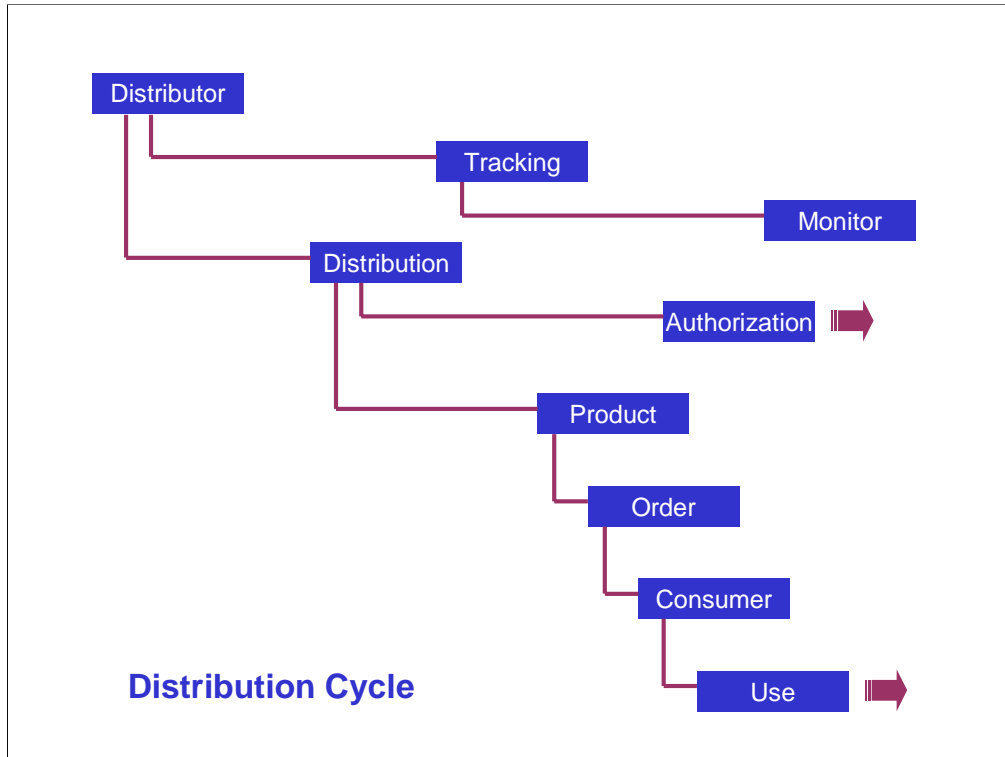 Distributor
Tracking
Monitor
Distribution
Authorization
Product
Order
Consumer
Use
Distribution Cycle